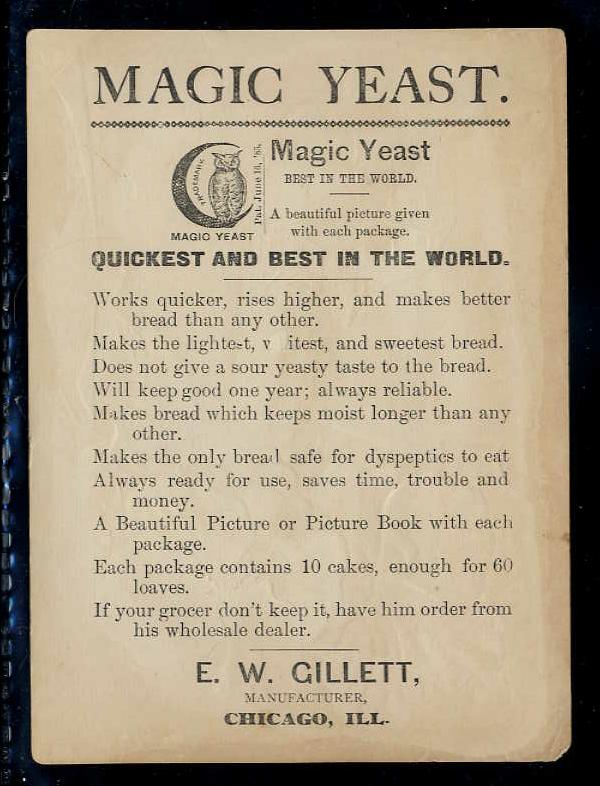 MAGIC YEAST.
TRADEMARK
Pat. June 16, '85.
MAGIC YEAST
Magic Yeast
BEST IN THE WORLD.
A beautiful picture given
with each package.
QUICKEST AND BEST IN THE WORLD.
Works quicker, rises higher, and makes better
bread than any other.
Makes the lightest, v itest, and sweetest bread.
Does not give a sour yeasty taste to the bread.
Will keep good one year; always reliable.
Makes bread which keeps moist longer than any
other.
Makes the only bread safe for dyspeptics to eat
Always ready for use, saves time, trouble and
money.
A Beautiful Picture or Picture Book with each
package.
Each package contains 10 cakes, enough for 60
loaves.
If your grocer don't keep it, have him order from
his wholesale dealer.
E. W. GILLETT,
MANUFACTURER,
CHICAGO, ILL.